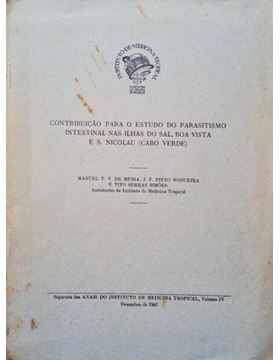 INSTITUTO DE MEDICINA TROPICAL
CONTRIBUIÇÃO PARA O ESTUDO DO PARASITISMO
INTESTINAL NAS ILHAS DO SAL, BOA VISTA
E S. NICOLAU (CABO VERDE)
MANUEL T. V. DE MEIRA, J. F. PINTO NOGUEIRA
E TITO SERRAS SIMÕES
Assistentes do Instituto de Medicina Tropical
Separata dos ANAIS DO INSTITUTO DE MEDICINA TROPICAL, Volume IV
Dezembro de 1947